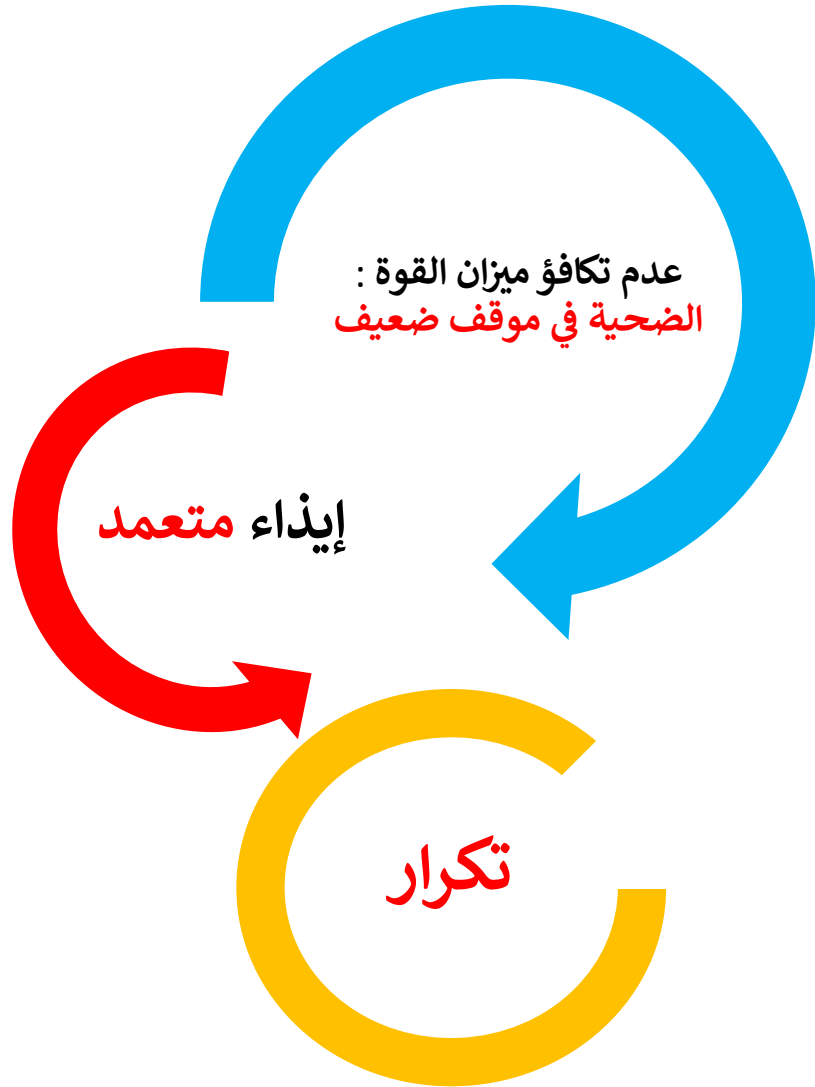 عدم تكافؤ ميزان القوة :
الضحية في موقف ضعيف
إيذاء متعمد
تكرار